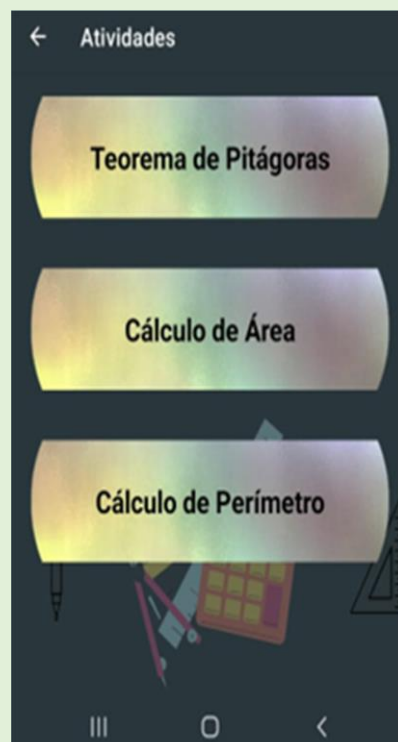 Atividades
Teorema de Pitágoras
Cálculo de Área
Cálculo de Perímetro